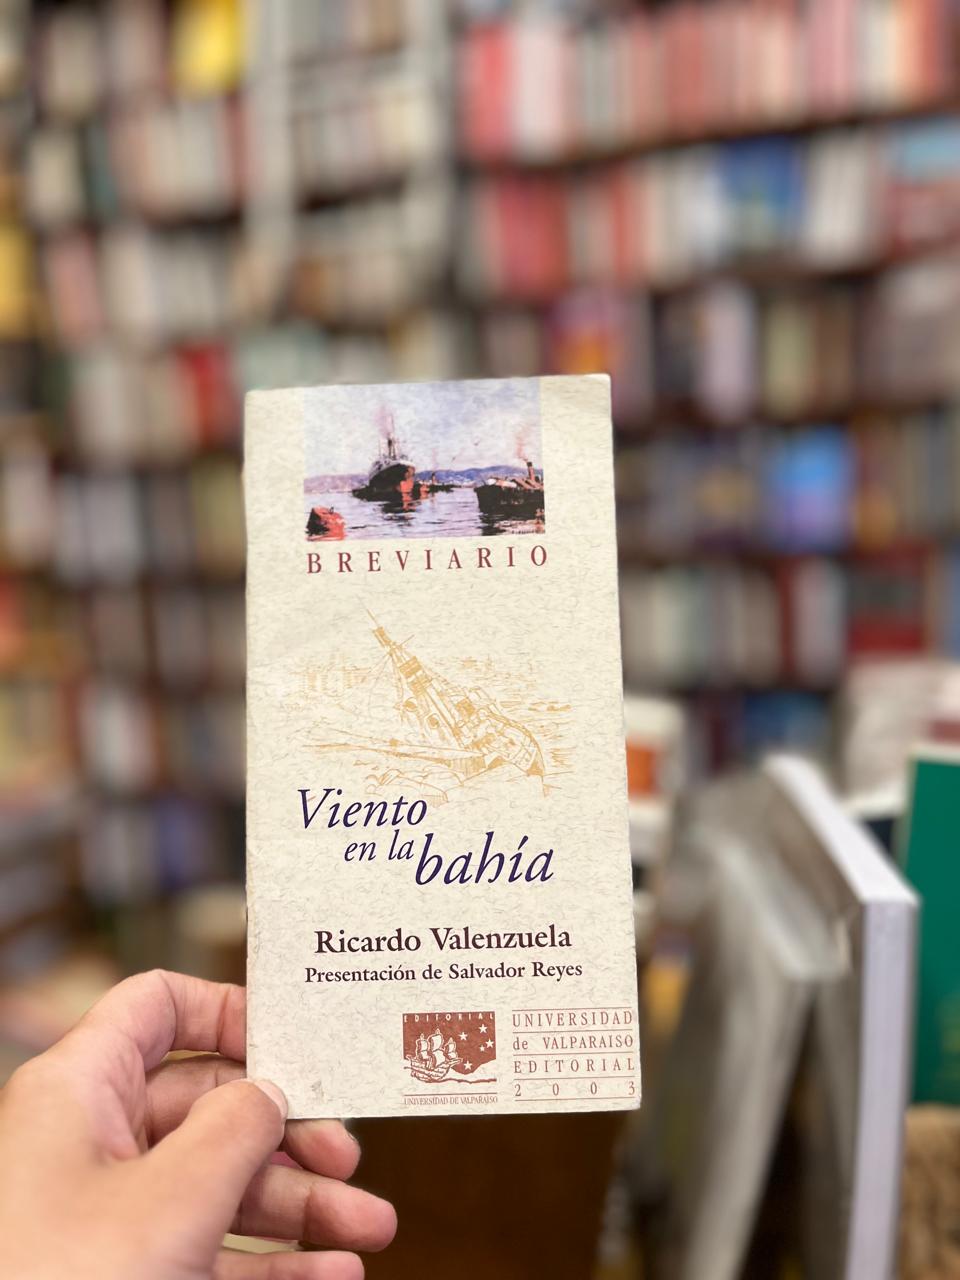 BREVIARIO
Viento
en la bahía
Ricardo Valenzuela
Presentación de Salvador Reyes
EDITORIAL
UNIVERSIDAD DE VALPARAISO
UNIVERSIDAD
de VALPARAISO
EDITORIAL
2003